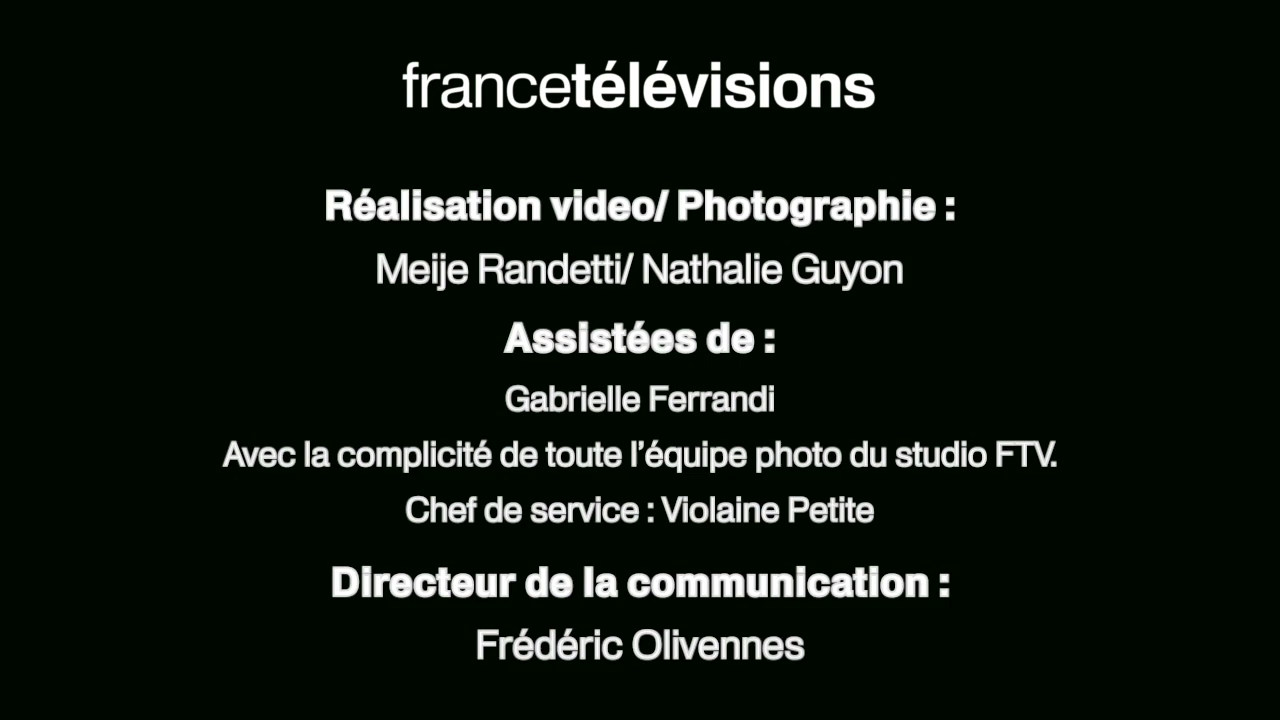 francetélévisions
Réalisation video/ Photographie :
Meije Randetti/ Nathalie Guyon
Assistées de :
Gabrielle Ferrandi
Avec la complicité de toute l’équipe photo du studio FTV.
Chef de service : Violaine Petite
Directeur de la communication :
Frédéric Olivennes